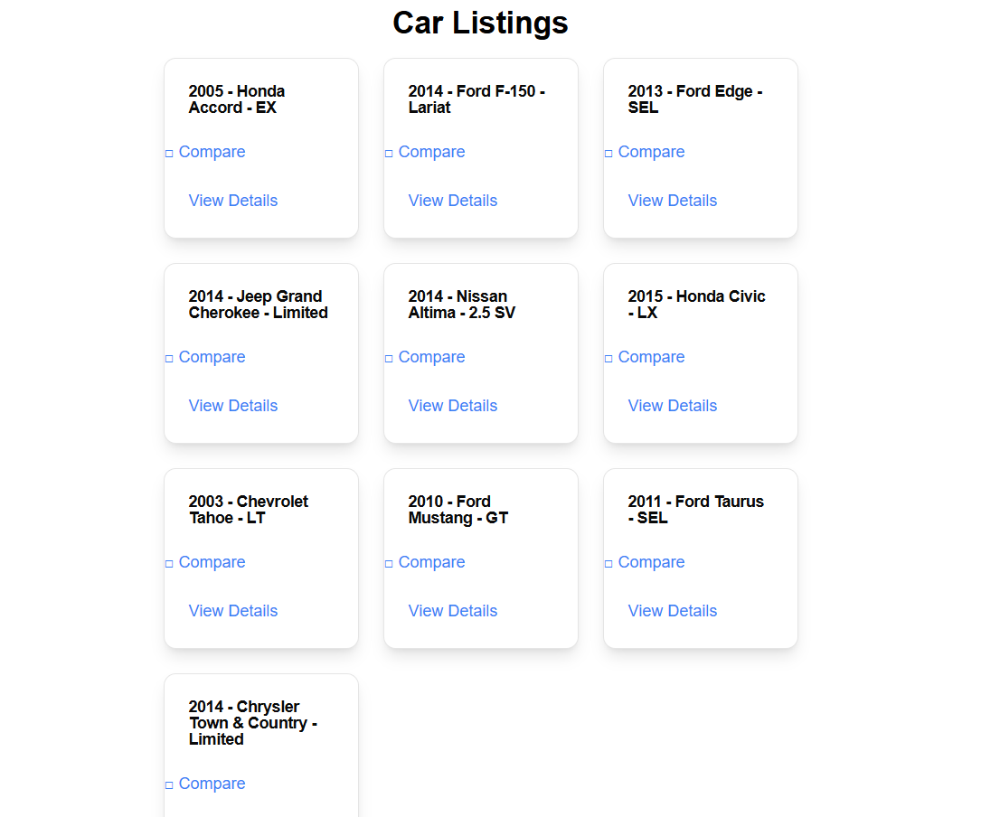 Car Listings
2005 - Honda
Accord - EX
□ Compare
View Details
2014 - Ford F-150 -
Lariat
□ Compare
View Details
2013 - Ford Edge -
SEL
□ Compare
View Details
2014 - Jeep Grand
Cherokee - Limited
□ Compare
View Details
2014 - Nissan
Altima - 2.5 SV
□ Compare
View Details
2015 - Honda Civic
- LX
□ Compare
View Details
2003 - Chevrolet
Tahoe - LT
□ Compare
View Details
2010 - Ford
Mustang - GT
□ Compare
View Details
2011 - Ford Taurus
- SEL
□ Compare
View Details
2014 - Chrysler
Town & Country -
Limited
□ Compare